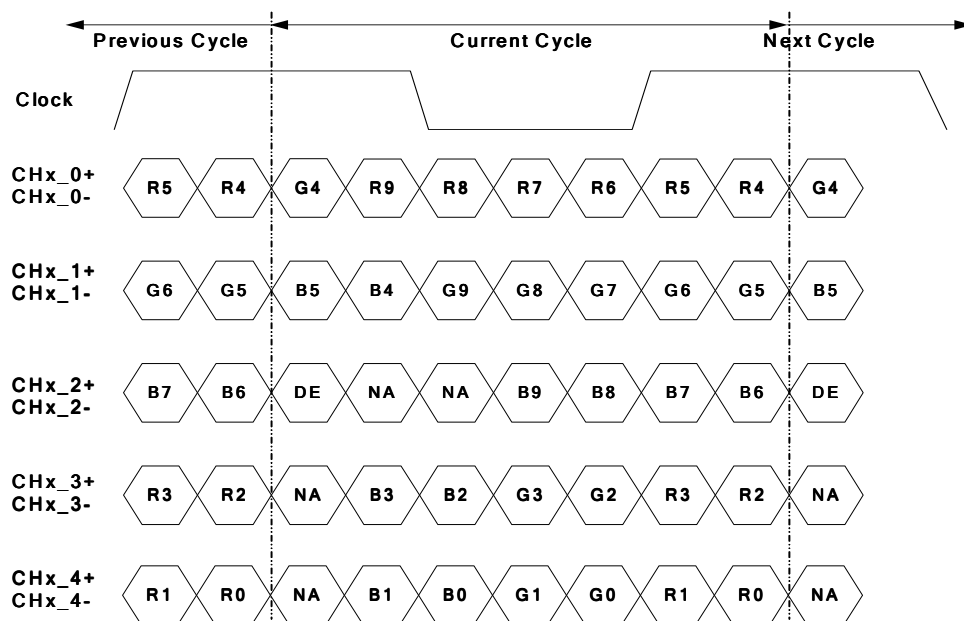 Previous Cycle Current Cycle Next Cycle
Clock
CHx_0+
CHx_0-
R5 R4 G4 R9 R8 R7 R6 R5 R4 G4
CHx_1+
CHx_1-
G6 G5 B5 B4 G9 G8 G7 G6 G5 B5
CHx_2+
CHx_2-
B7 B6 DE NA NA B9 B8 B7 B6 DE
CHx_3+
CHx_3-
R3 R2 NA B3 B2 G3 G2 R3 R2 NA
CHx_4+
CHx_4-
R1 R0 NA B1 B0 G1 G0 R1 R0 NA